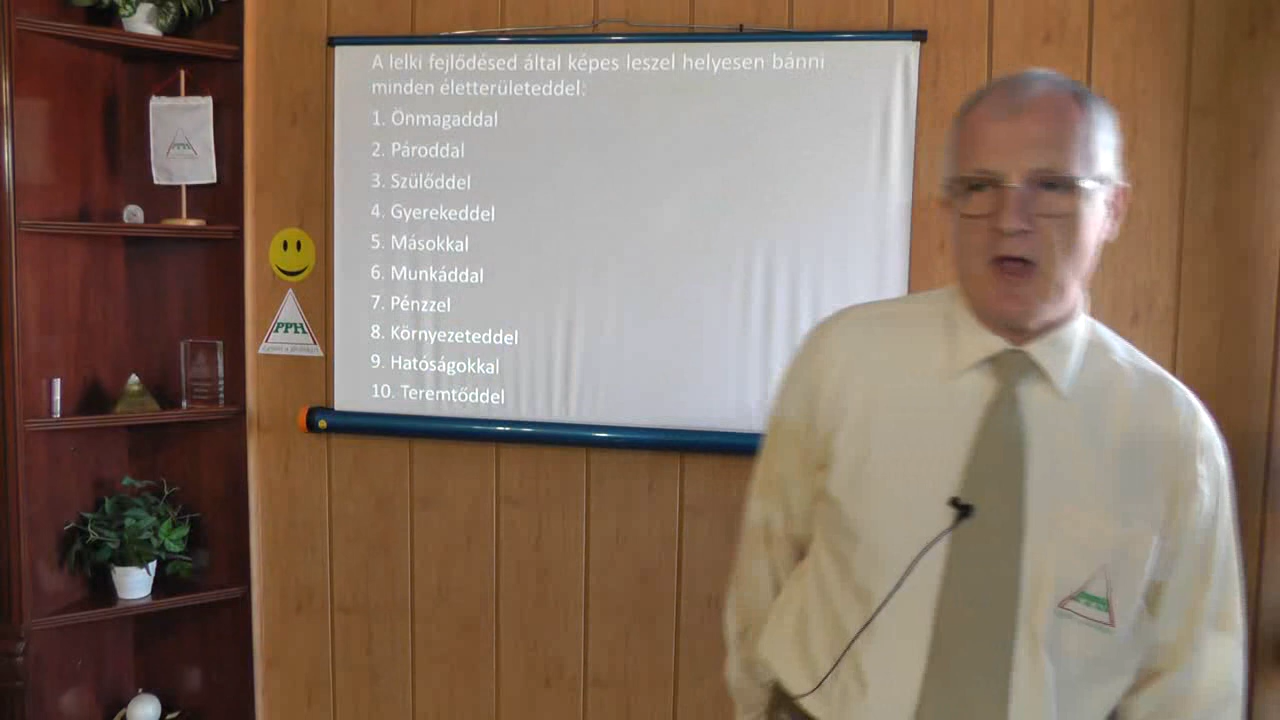 A lelki fejlődésed által képes leszel helyesen bánni
minden életterületeddel:
1. Önmagaddal
2. Pároddal
3. Szülőddel
4. Gyerekeddel
5. Másokkal
6. Munkáddal
7. Pénzzel
8. Környezeteddel
9. Hatóságokkal
10. Teremtőddel
PPH